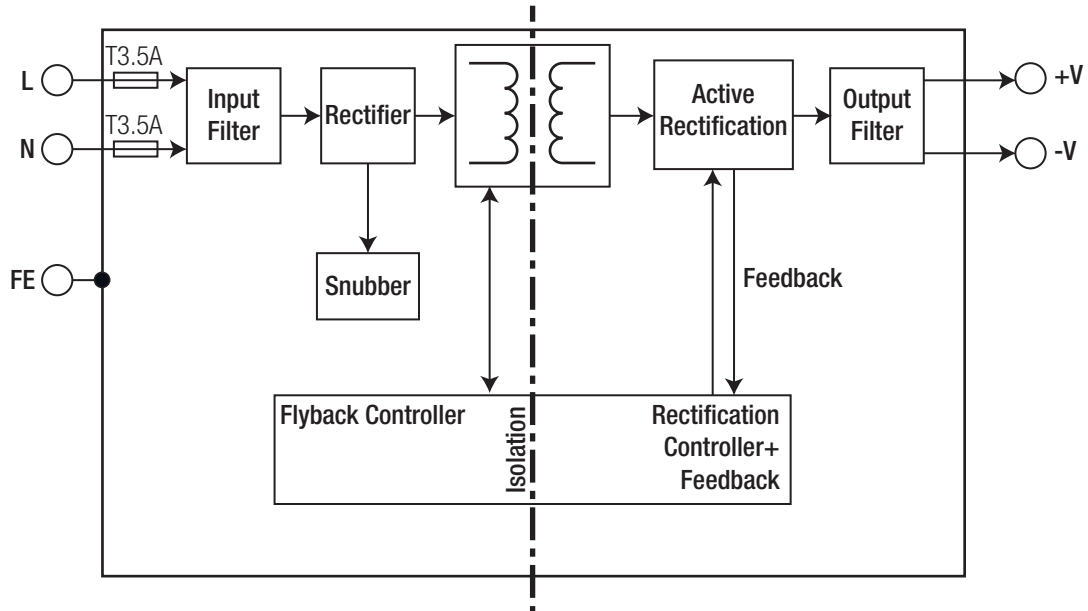 L
T3.5A
N
T3.5A
FE
Input
Filter
Rectifier
Snubber
Active
Rectification
Output
Filter
+V
-V
Feedback
Flyback Controller
Isolation
Rectification
Controller+
Feedback